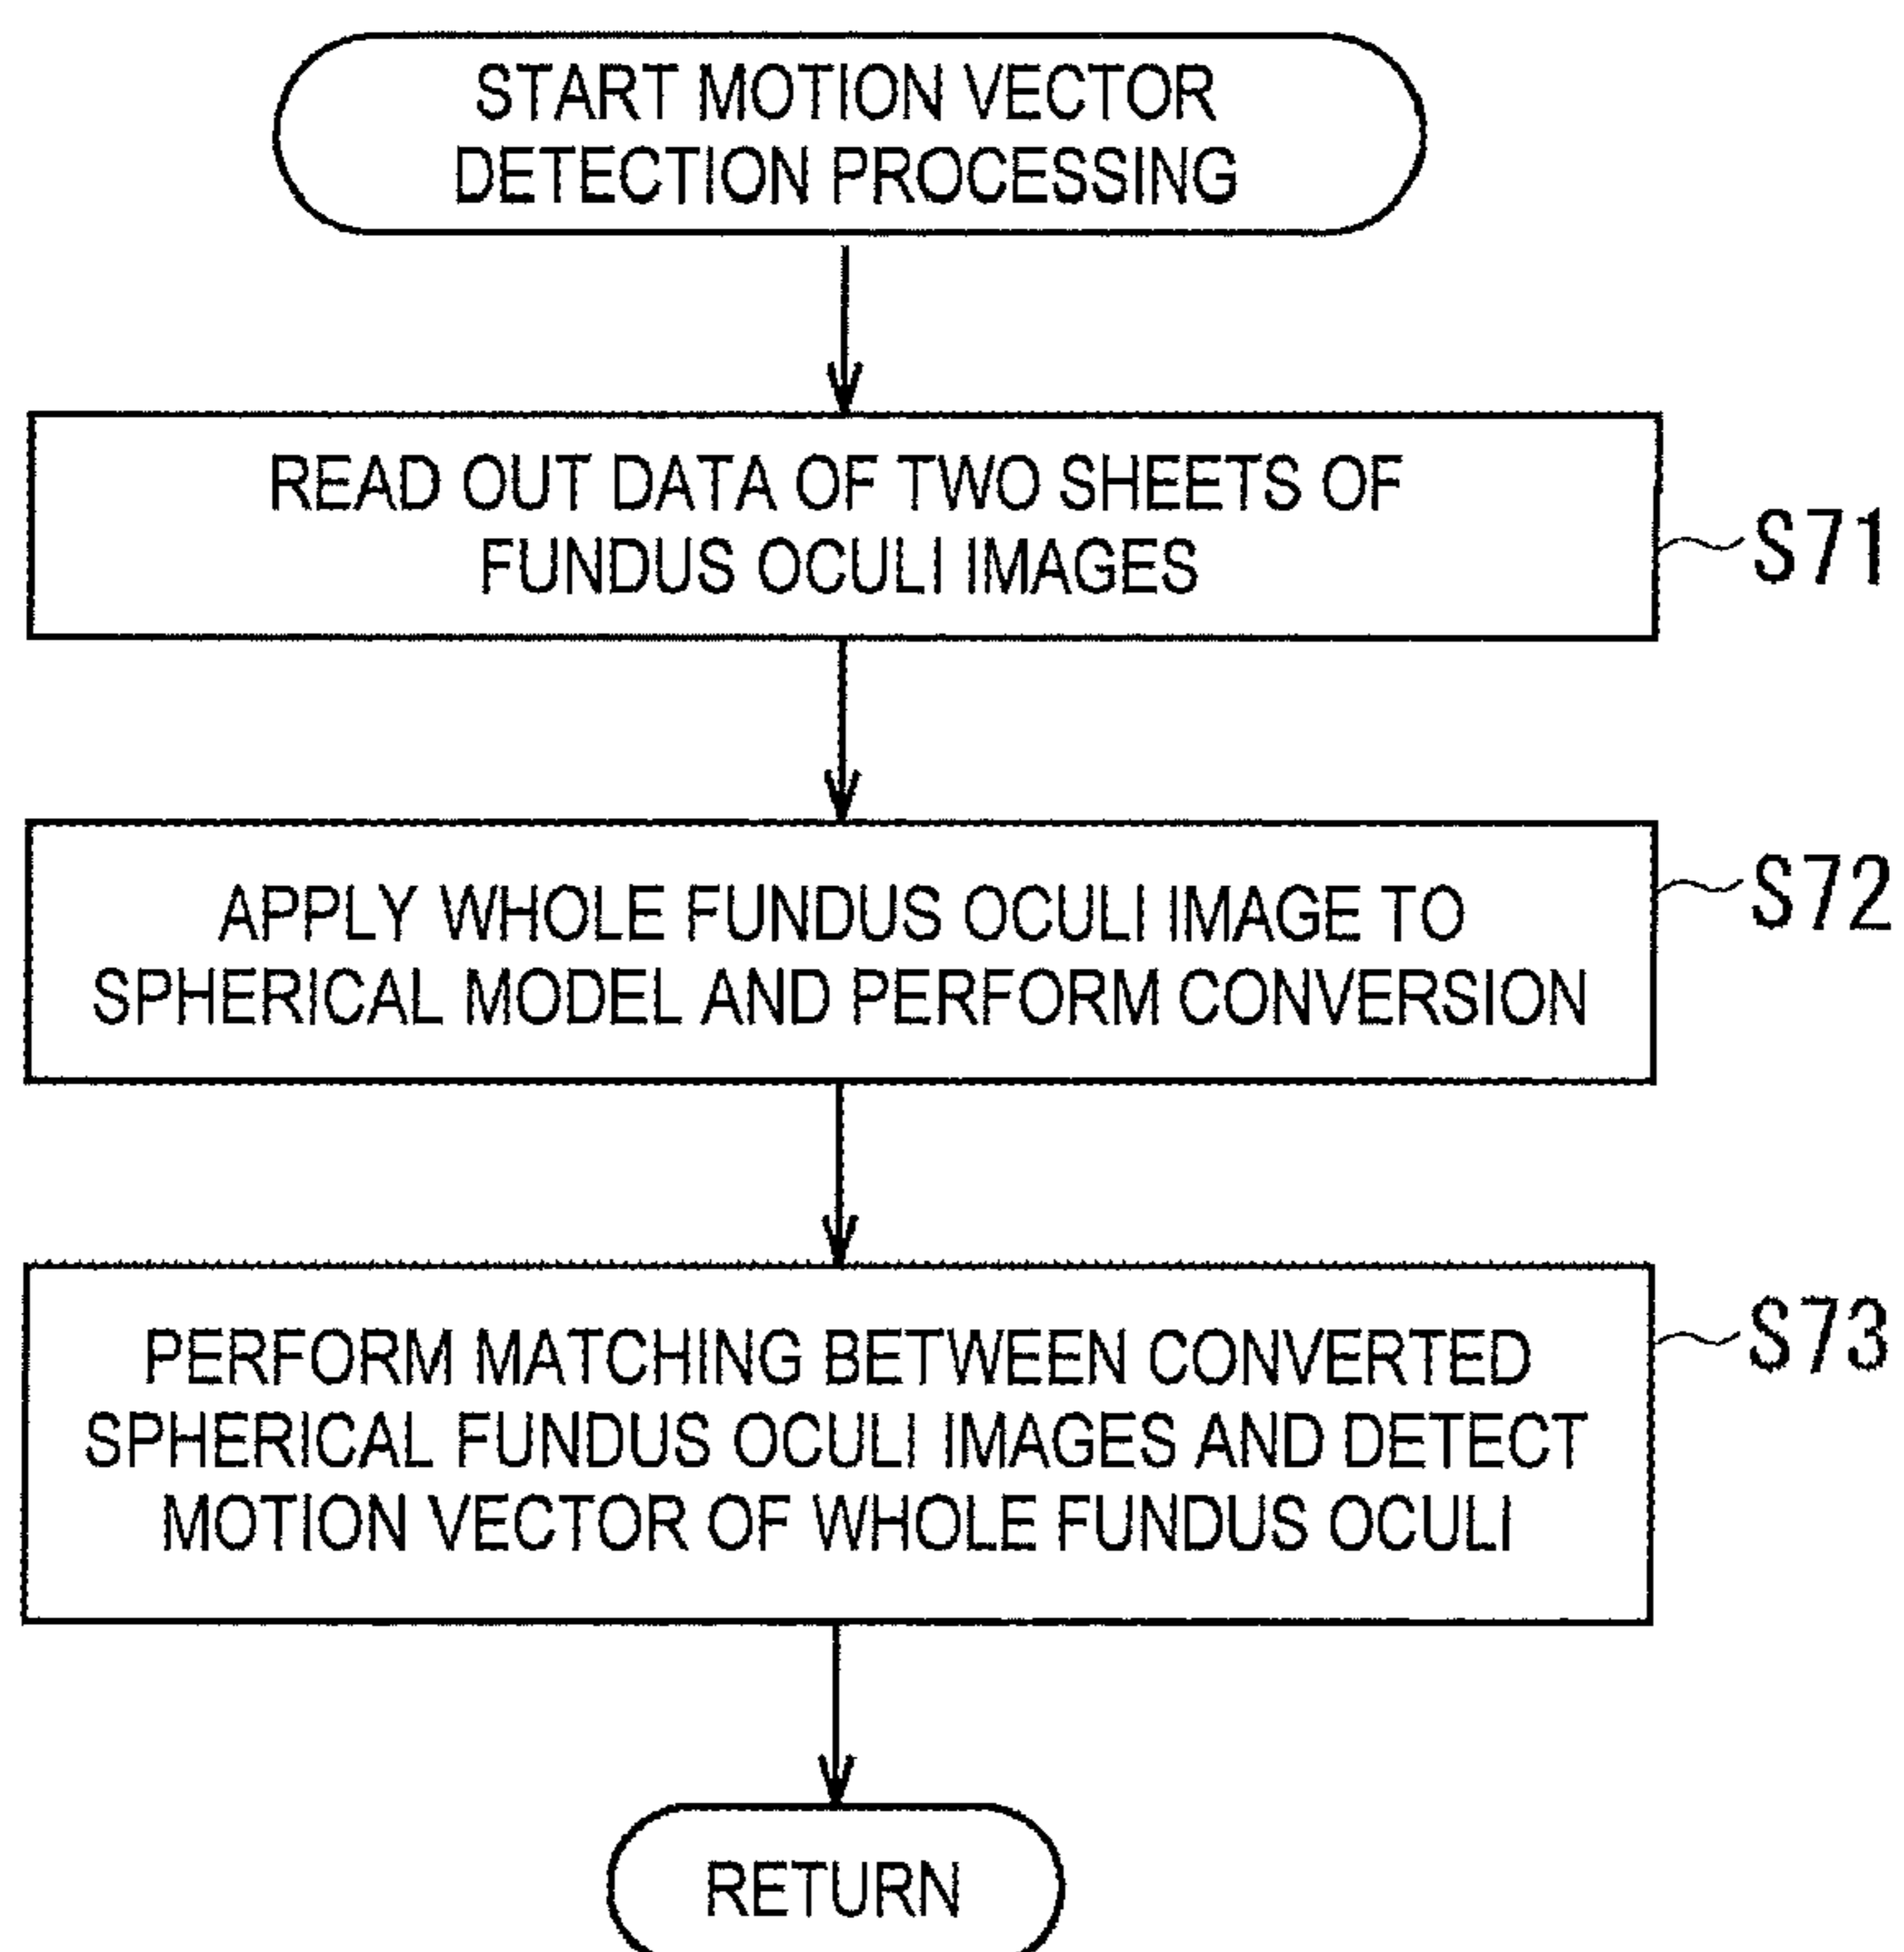 START MOTION VECTOR
DETECTION PROCESSING
READ OUT DATA OF TWO SHEETS OF
FUNDUS OCULI IMAGES
S71
APPLY WHOLE FUNDUS OCULI IMAGE TO
SPHERICAL MODEL AND PERFORM CONVERSION
S72
PERFORM MATCHING BETWEEN CONVERTED
SPHERICAL FUNDUS OCULI IMAGES AND DETECT
MOTION VECTOR OF WHOLE FUNDUS OCULI
S73
RETURN